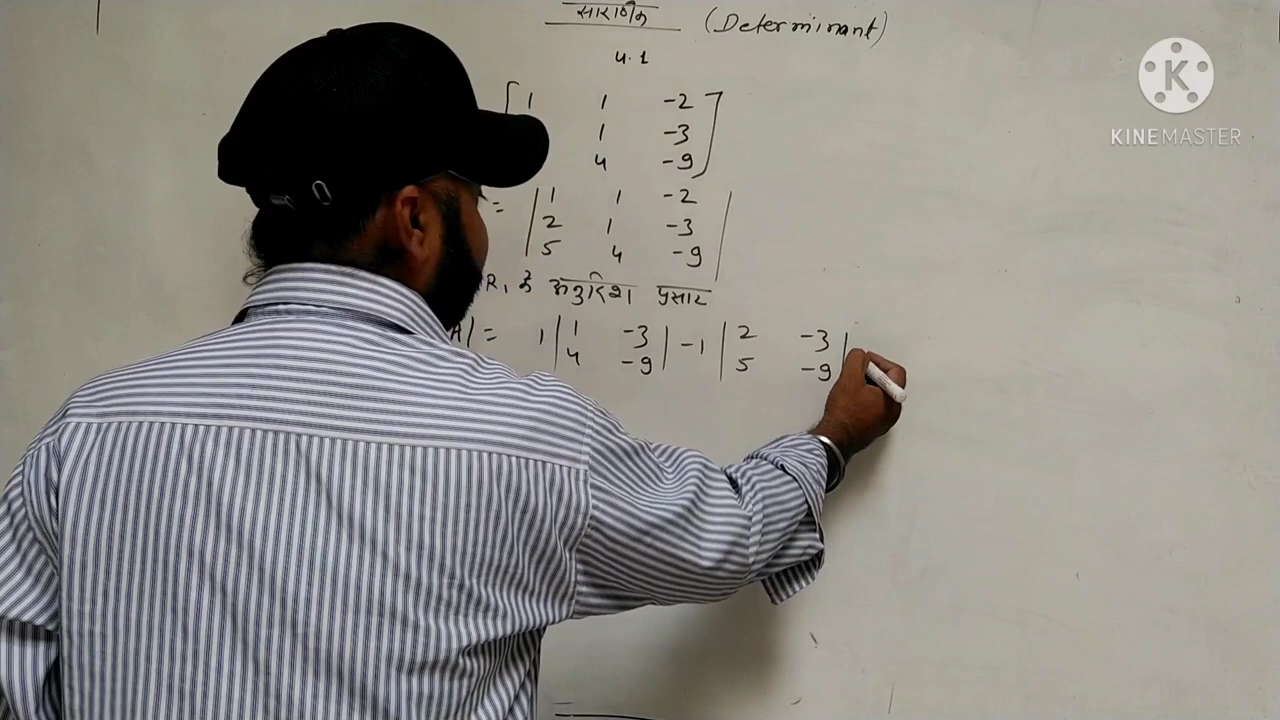 सारणिक (Determinant)
4.1
[ 1 1 -2 ]
1 -3
4 -9
= | 1 1 -2 |
2 1 -3
5 4 -9
R₁ के अनुदिश प्रसार
A| = 1 | 1 -3 | -1 | 2 -3 |
4 -9 5 -9
K
KINEMASTER